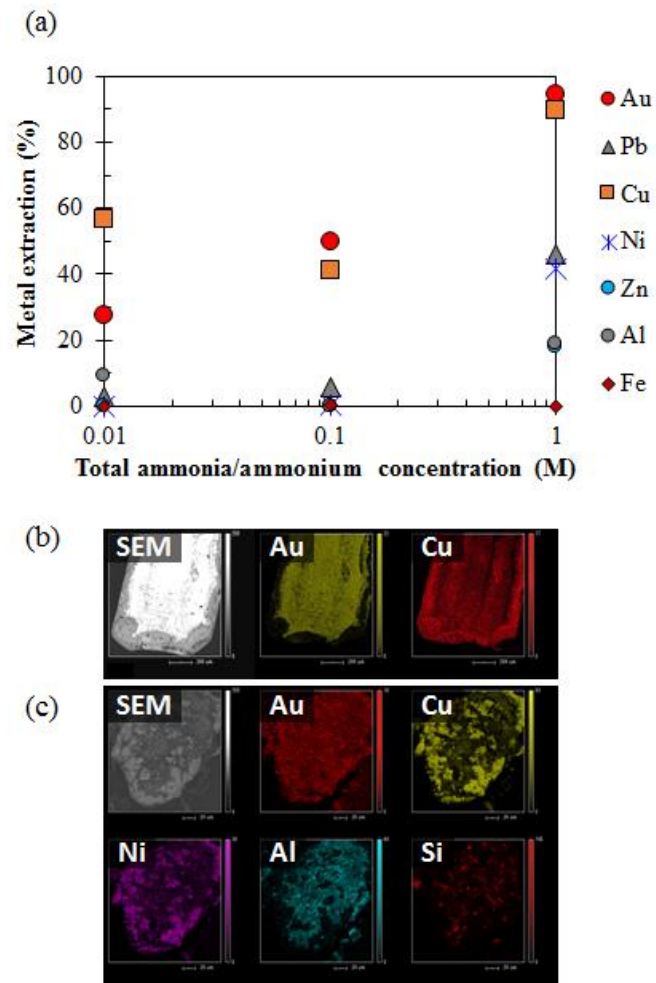 (a)
100
80
60
40
20
0
Metal extraction (%)
0.01 0.1 1
Total ammonia/ammonium concentration (M)
Au
Pb
Cu
Ni
Zn
Al
Fe
(b)
SEM Au Cu
(c)
SEM Au Cu
Ni Al Si